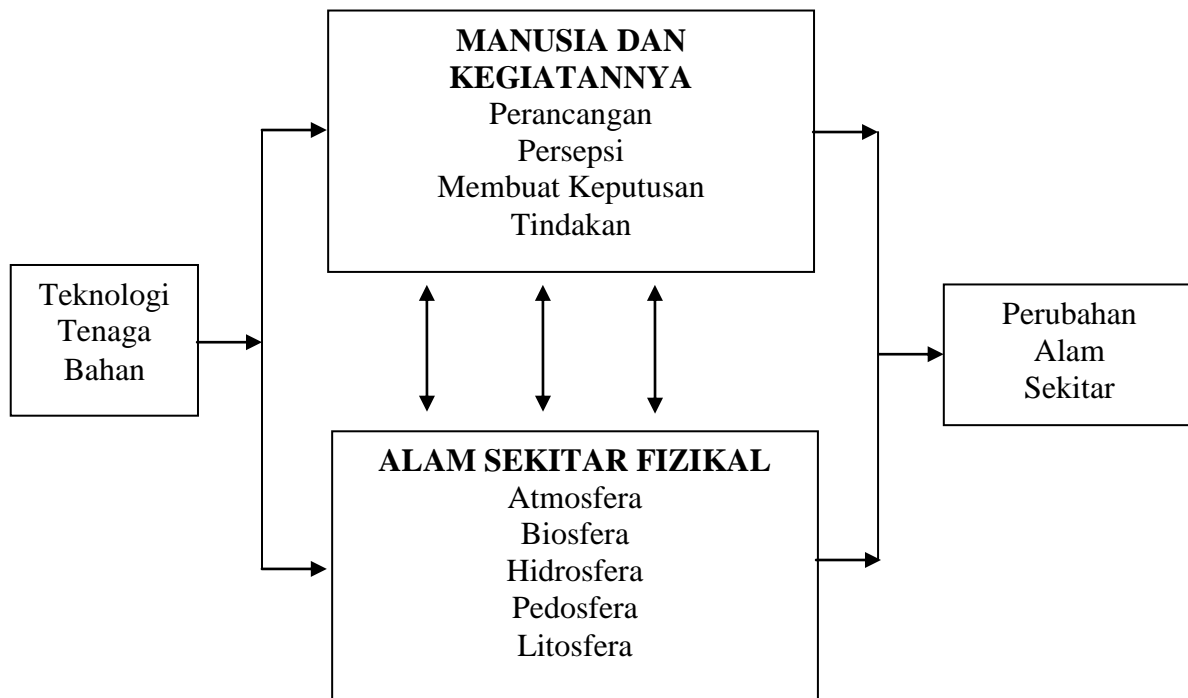 MANUSIA DAN
KEGIATANNYA
Perancangan
Persepsi
Membuat Keputusan
Tindakan
Teknologi
Tenaga
Bahan
Perubahan
Alam
Sekitar
ALAM SEKITAR FIZIKAL
Atmosfera
Biosfera
Hidrosfera
Pedosfera
Litosfera